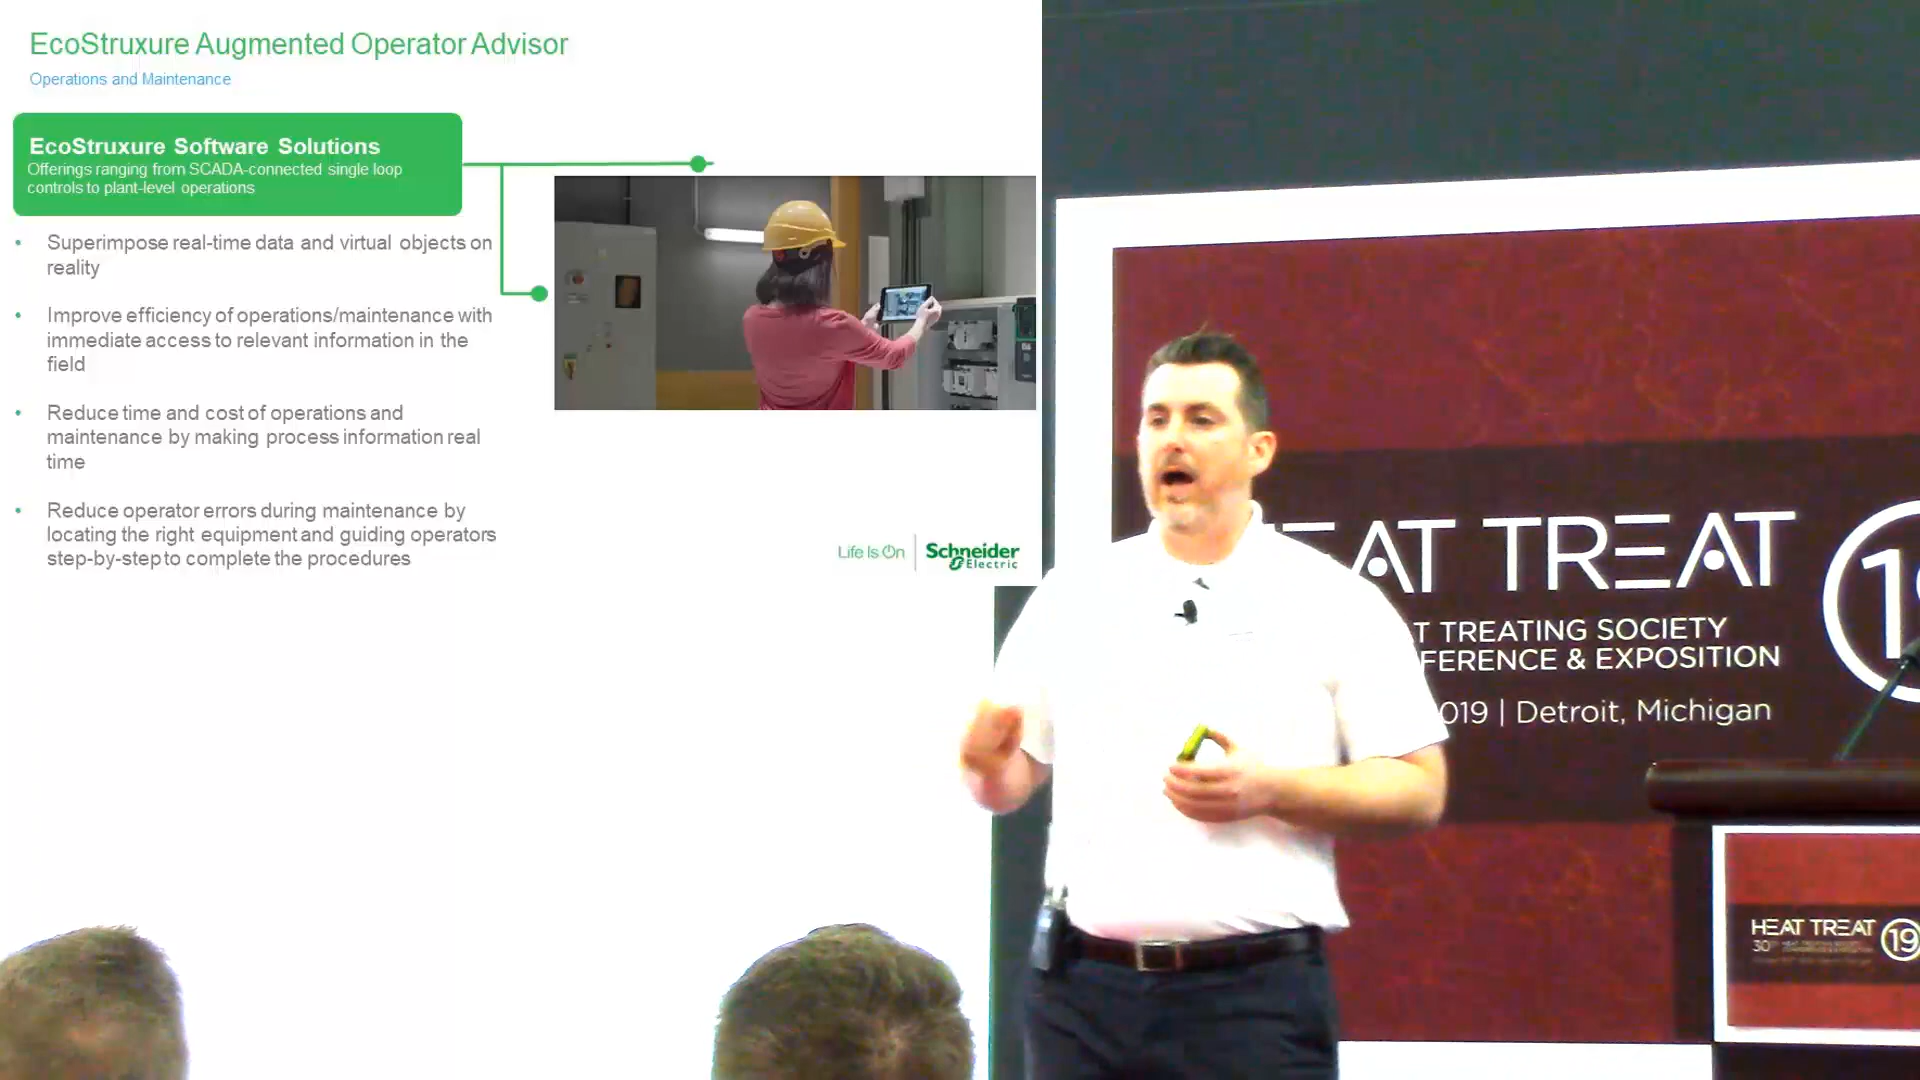 EcoStruxure Augmented Operator Advisor
Operations and Maintenance
EcoStruxure Software Solutions
Offerings ranging from SCADA-connected single loop
controls to plant-level operations
• Superimpose real-time data and virtual objects on
reality
• Improve efficiency of operations/maintenance with
immediate access to relevant information in the
field
• Reduce time and cost of operations and
maintenance by making process information real
time
• Reduce operator errors during maintenance by
locating the right equipment and guiding operators
step-by-step to complete the procedures
Life Is On
Schneider
Electric
EAT TREAT
T TREATING SOCIETY
FERENCE & EXPOSITION
019 | Detroit, Michigan
HEAT TREAT 19
30